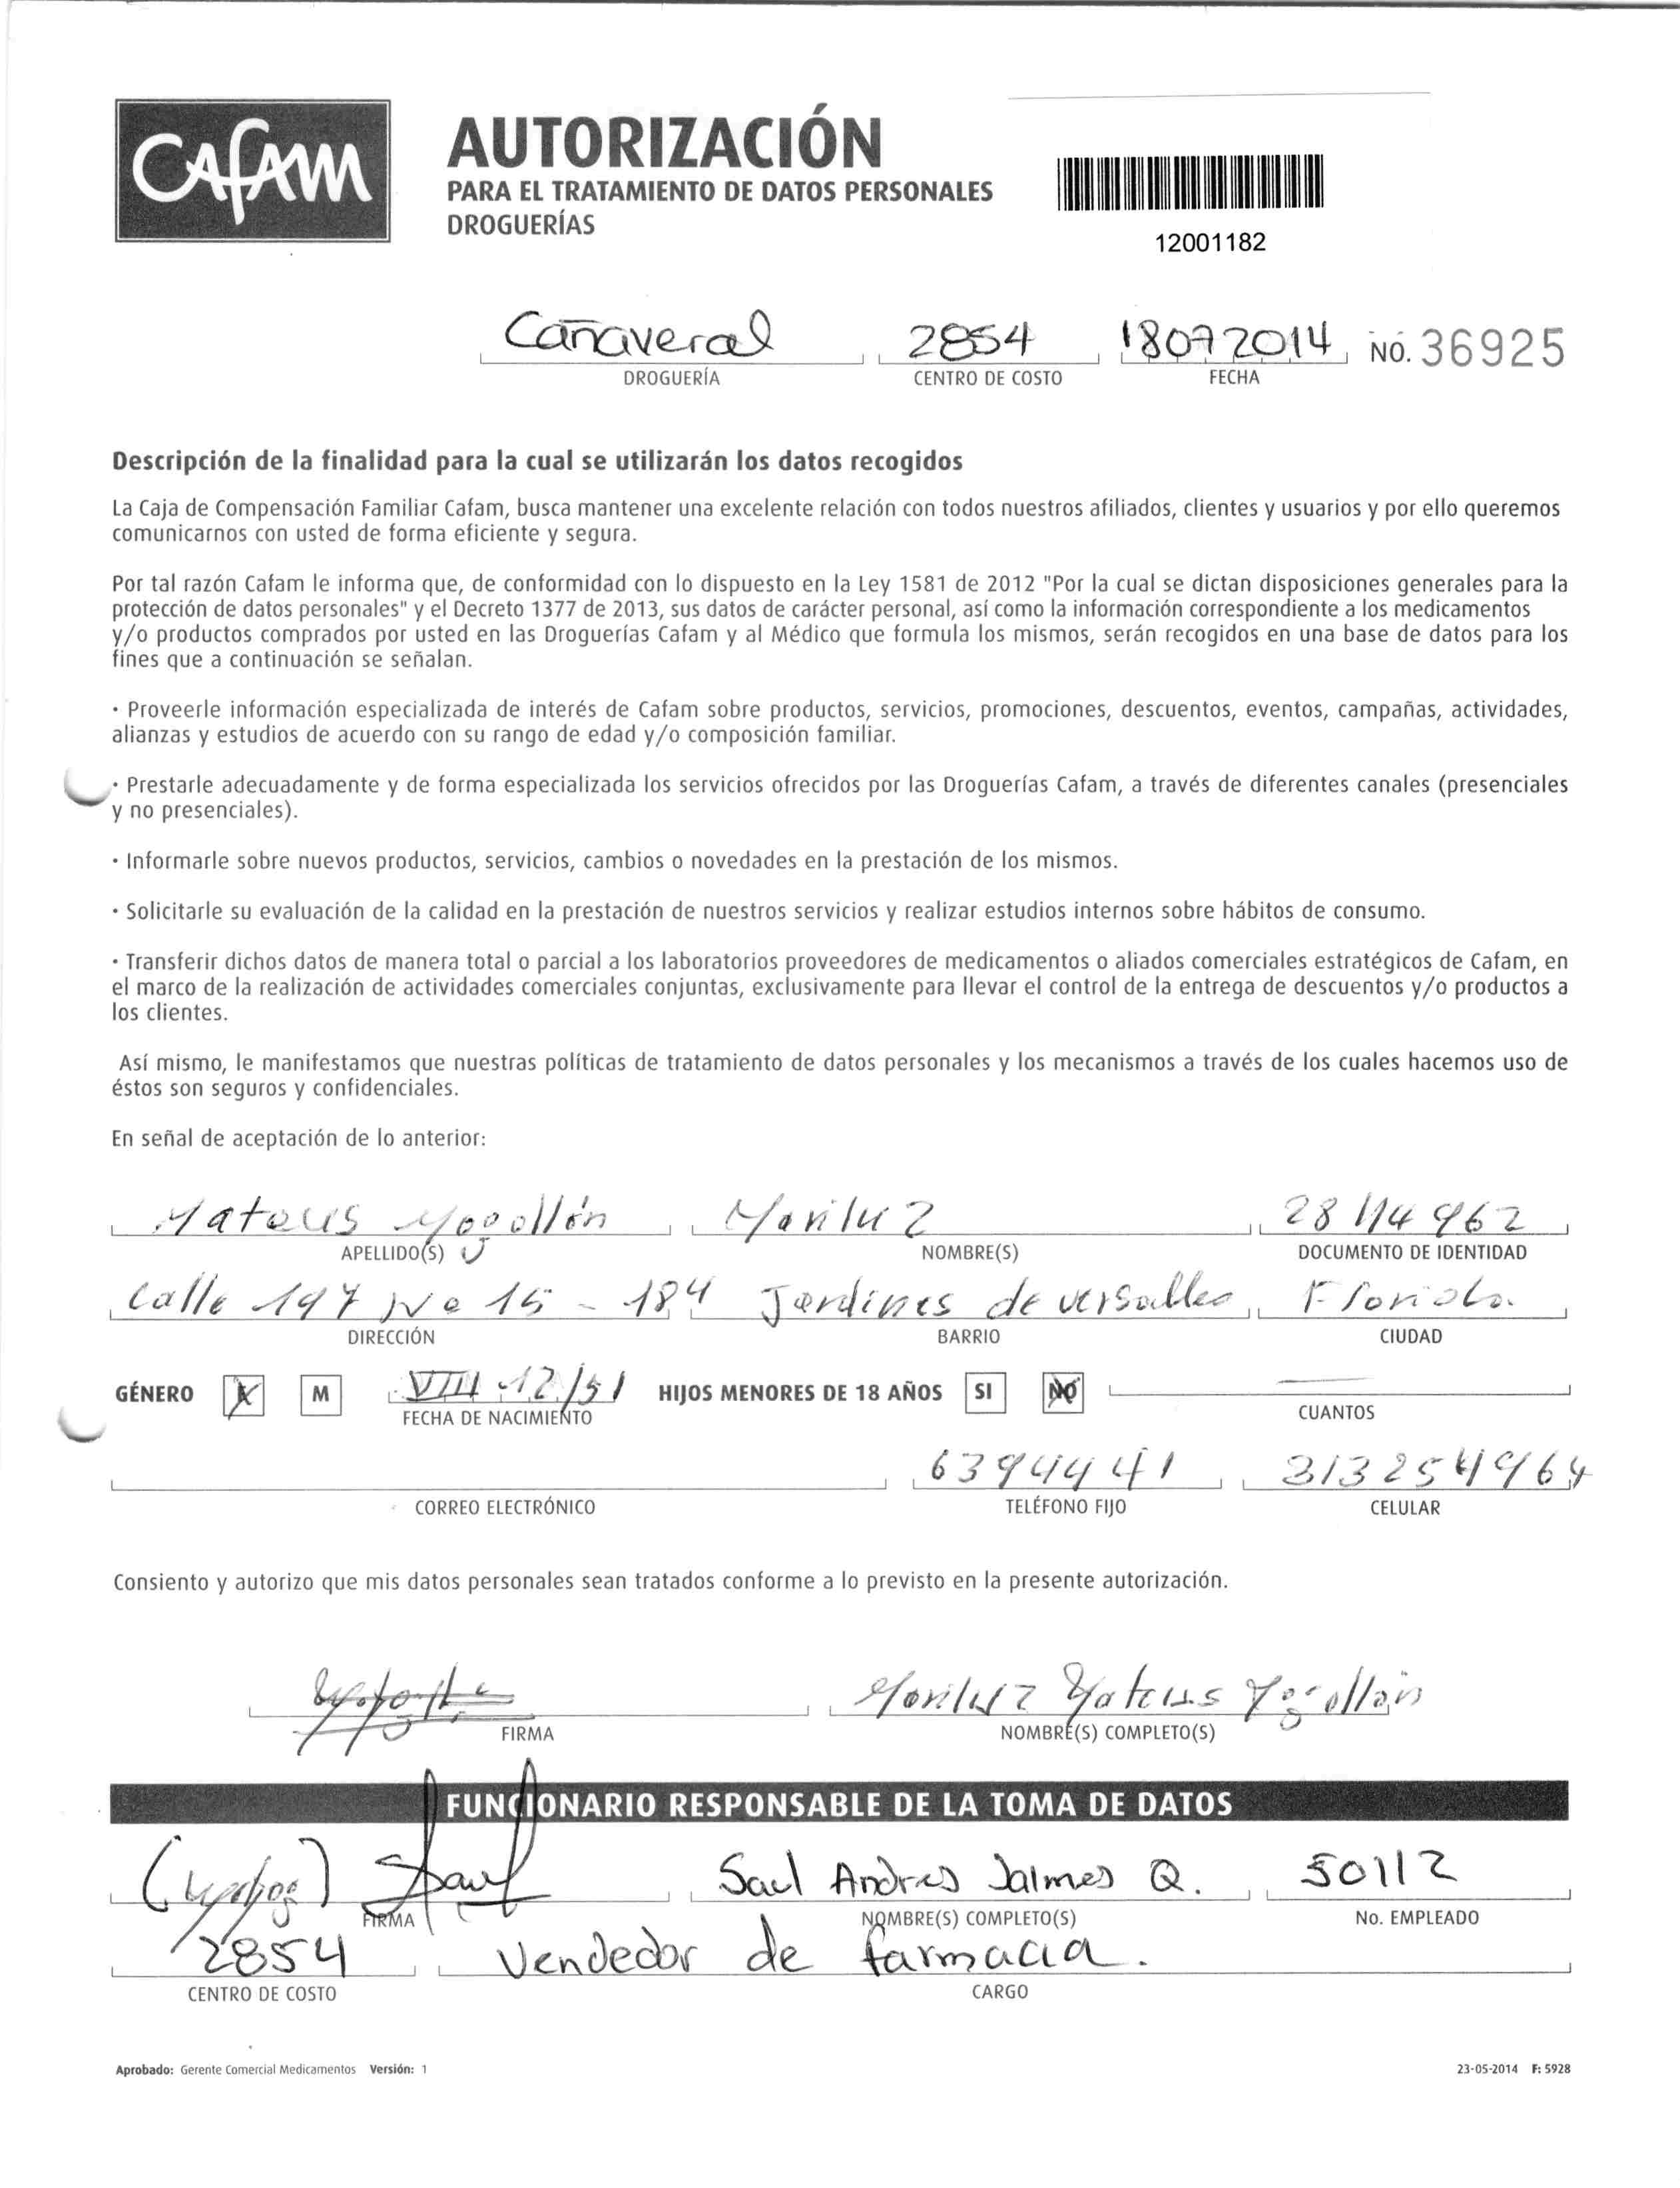 CAFAM
AUTORIZACIÓN
PARA EL TRATAMIENTO DE DATOS PERSONALES
DROGUERÍAS
12001182
Cañaveral 2854 18072014 NO. 36925
DROGUERÍA CENTRO DE COSTO FECHA
Descripción de la finalidad para la cual se utilizarán los datos recogidos
La Caja de Compensación Familiar Cafam, busca mantener una excelente relación con todos nuestros afiliados, clientes y usuarios y por ello queremos
comunicarnos con usted de forma eficiente y segura.
Por tal razón Cafam le informa que, de conformidad con lo dispuesto en la Ley 1581 de 2012 "Por la cual se dictan disposiciones generales para la
protección de datos personales" y el Decreto 1377 de 2013, sus datos de carácter personal, así como la información correspondiente a los medicamentos
y/o productos comprados por usted en las Droguerías Cafam y al Médico que formula los mismos, serán recogidos en una base de datos para los
fines que a continuación se señalan.
· Proveerle información especializada de interés de Cafam sobre productos, servicios, promociones, descuentos, eventos, campañas, actividades,
alianzas y estudios de acuerdo con su rango de edad y/o composición familiar.
· Prestarle adecuadamente y de forma especializada los servicios ofrecidos por las Droguerías Cafam, a través de diferentes canales (presenciales
y no presenciales).
· Informarle sobre nuevos productos, servicios, cambios o novedades en la prestación de los mismos.
· Solicitarle su evaluación de la calidad en la prestación de nuestros servicios y realizar estudios internos sobre hábitos de consumo.
· Transferir dichos datos de manera total o parcial a los laboratorios proveedores de medicamentos o aliados comerciales estratégicos de Cafam, en
el marco de la realización de actividades comerciales conjuntas, exclusivamente para llevar el control de la entrega de descuentos y/o productos a
los clientes.
Así mismo, le manifestamos que nuestras políticas de tratamiento de datos personales y los mecanismos a través de los cuales hacemos uso de
éstos son seguros y confidenciales.
En señal de aceptación de lo anterior:
Mateus Mogollón Mariluz 28114962
APELLIDO(S) NOMBRE(S) DOCUMENTO DE IDENTIDAD
Calle 197 No 15 - 184 Jardines de versalles Florida
DIRECCIÓN BARRIO CIUDAD
GÉNERO X M VIII-12/51 HIJOS MENORES DE 18 AÑOS SI NO
FECHA DE NACIMIENTO CUANTOS
6394441 3132549964
CORREO ELECTRÓNICO TELÉFONO FIJO CELULAR
Consiento y autorizo que mis datos personales sean tratados conforme a lo previsto en la presente autorización.
Mariluz Mateus Mogollón
FIRMA NOMBRE(S) COMPLETO(S)
FUNCIONARIO RESPONSABLE DE LA TOMA DE DATOS
Saul Andres Jalmes Q. 50112
FIRMA NOMBRE(S) COMPLETO(S) No. EMPLEADO
2854 Vendedor de farmacia.
CENTRO DE COSTO CARGO
Aprobado: Gerente Comercial Medicamentos Versión: 1 23-05-2014 F: 5928